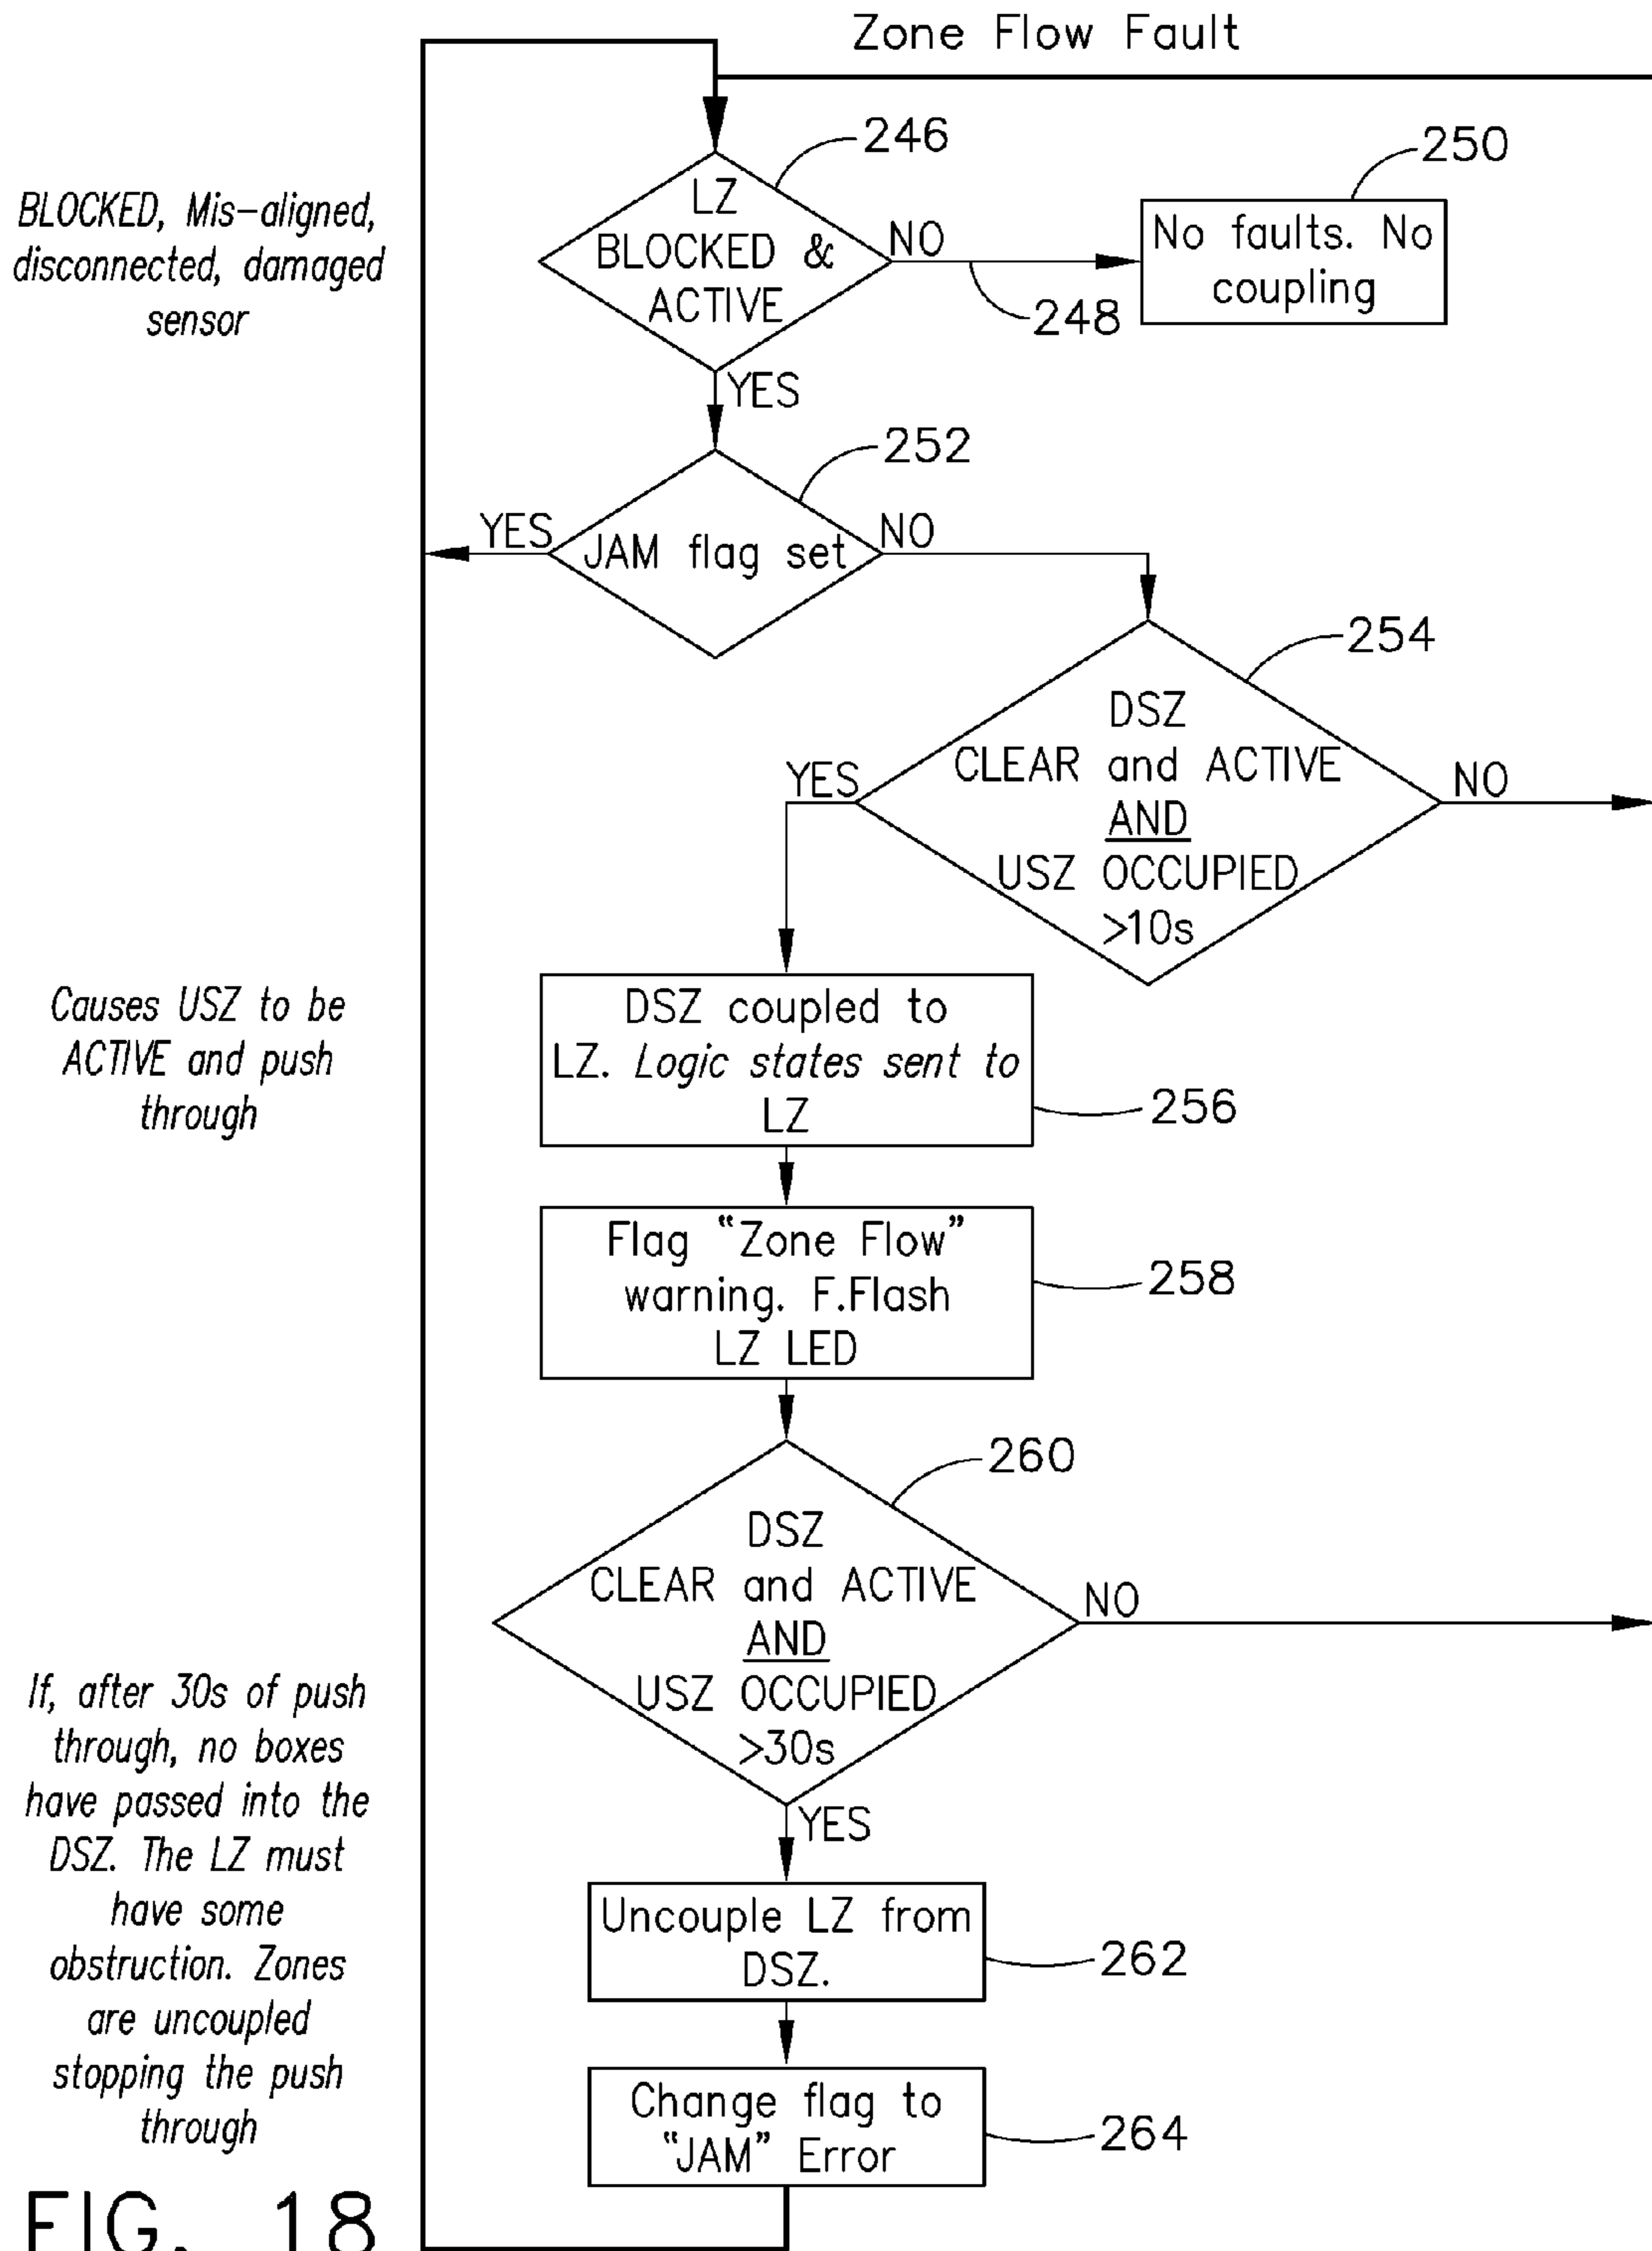 Zone Flow Fault
246
250
BLOCKED, Mis-aligned,
disconnected, damaged
sensor
LZ
BLOCKED &
ACTIVE
NO
248
No faults. No
coupling
YES
252
YES
JAM flag set
NO
254
DSZ
CLEAR and ACTIVE
AND
USZ OCCUPIED
>10s
YES
NO
Causes USZ to be
ACTIVE and push
through
DSZ coupled to
LZ. Logic states sent to
LZ
256
Flag “Zone Flow”
warning. F.Flash
LZ LED
258
260
DSZ
CLEAR and ACTIVE
AND
USZ OCCUPIED
>30s
NO
YES
If, after 30s of push
through, no boxes
have passed into the
DSZ. The LZ must
have some
obstruction. Zones
are uncoupled
stopping the push
through
Uncouple LZ from
DSZ.
262
Change flag to
“JAM” Error
264
FIG. 18